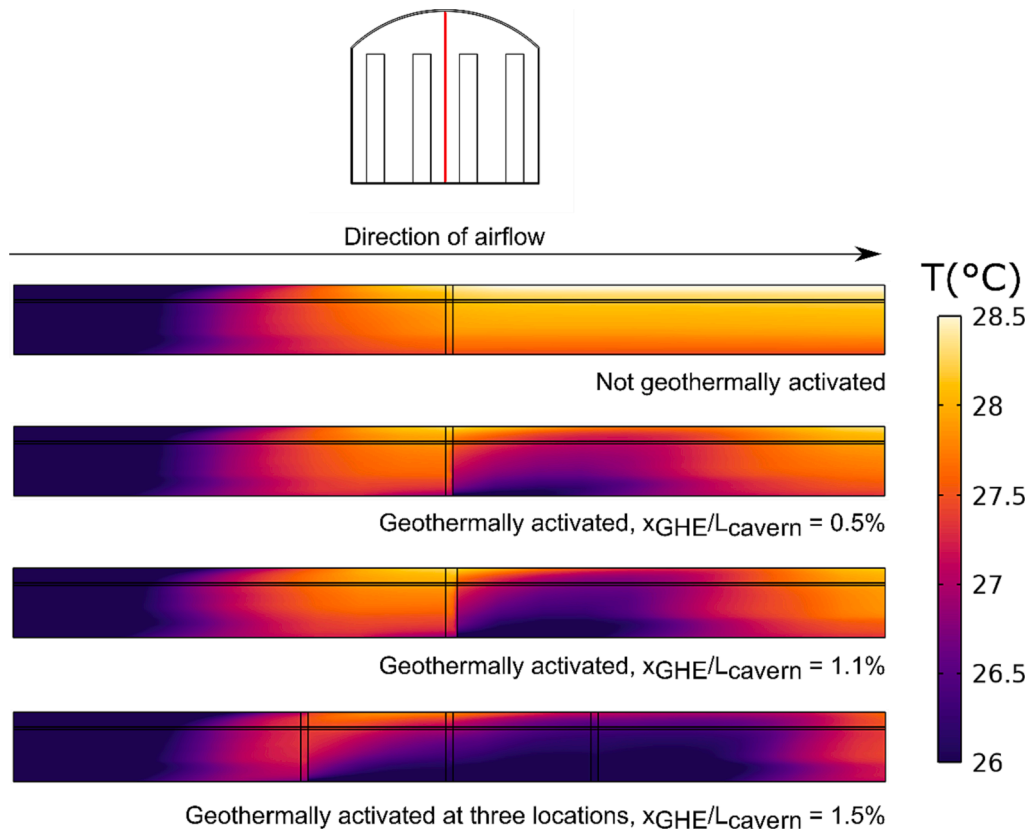 Direction of airflow
T(°C)
28.5
Not geothermally activated
28
Geothermally activated, xGHE/Lcavern = 0.5%
27.5
27
Geothermally activated, xGHE/Lcavern = 1.1%
26.5
26
Geothermally activated at three locations, xGHE/Lcavern = 1.5%